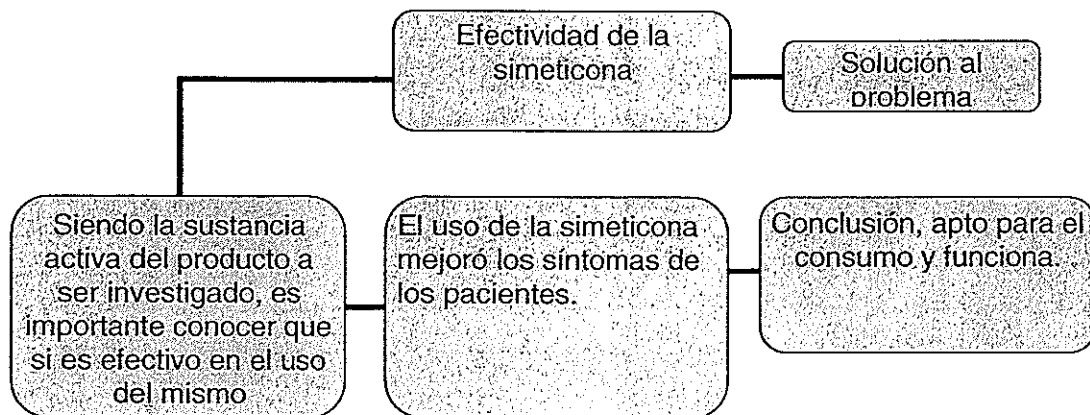 Efectividad de la
simeticona
Solución al
problema
Siendo la sustancia
activa del producto a
ser investigado, es
importante conocer que
si es efectivo en el uso
del mismo
El uso de la simeticona
mejoró los síntomas de
los pacientes.
Conclusión, apto para el
consumo y funciona.